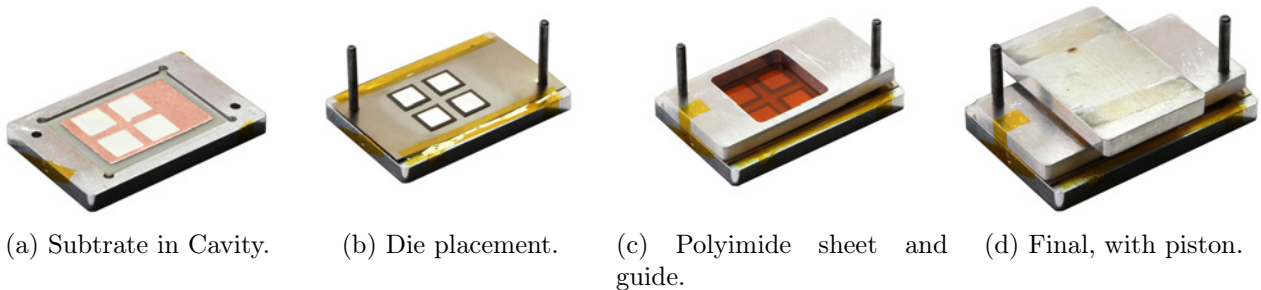 (a) Subtrate in Cavity.
(b) Die placement.
(c) Polyimide sheet and
guide.
(d) Final, with piston.